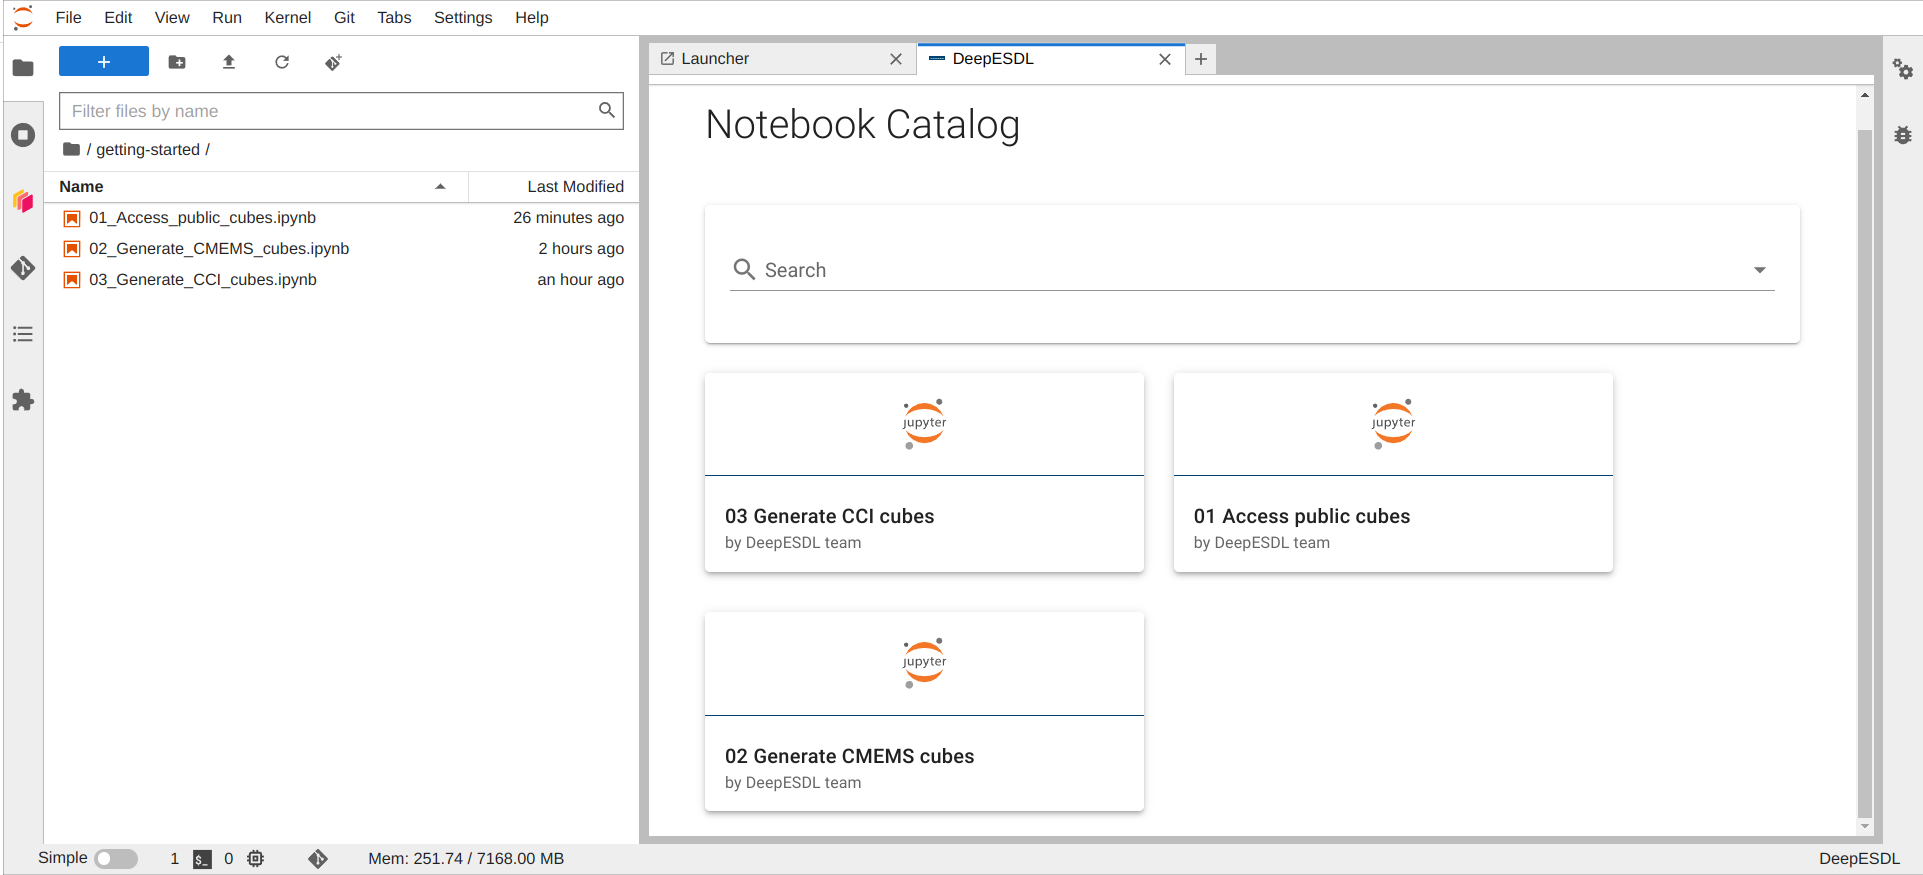 File Edit View Run Kernel Git Tabs Settings Help
+
Filter files by name
/ getting-started /
Name Last Modified
01_Access_public_cubes.ipynb 26 minutes ago
02_Generate_CMEMS_cubes.ipynb 2 hours ago
03_Generate_CCI_cubes.ipynb an hour ago
Launcher DeepESDL +
Notebook Catalog
Search
jupyter
03 Generate CCI cubes
by DeepESDL team
jupyter
01 Access public cubes
by DeepESDL team
jupyter
02 Generate CMEMS cubes
by DeepESDL team
Simple 1 $_ 0 Mem: 251.74 / 7168.00 MB DeepESDL